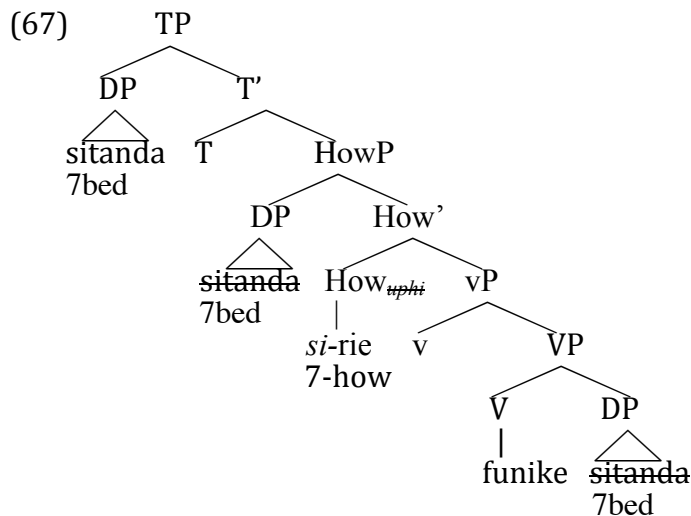 (67) TP
DP T’
sitanda T HowP
7bed
DP How’
sitanda How uphi vP
7bed
si-rie v VP
7-how
V DP
funike sitanda
7bed